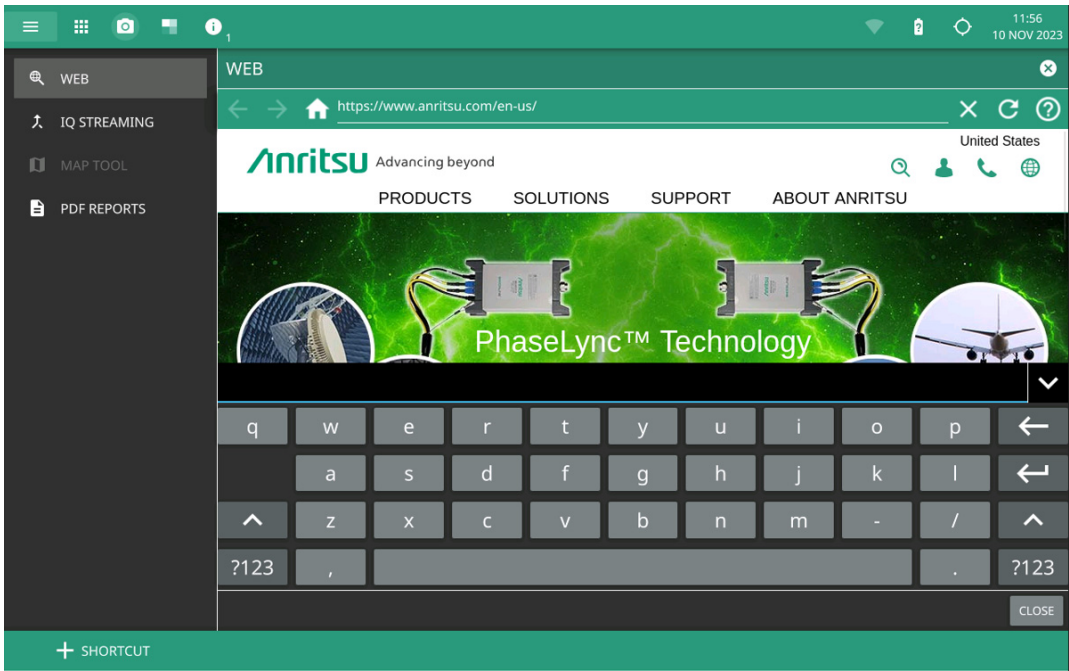 1
11:56
10 NOV 2023
WEB
IQ STREAMING
MAP TOOL
PDF REPORTS
WEB
https://www.anritsu.com/en-us/
United States
Anritsu Advancing beyond
PRODUCTS SOLUTIONS SUPPORT ABOUT ANRITSU
Anritsu
PhaseLync™ Technology
q w e r t y u i o p
a s d f g h j k l
z x c v b n m - /
?123 , . ?123
CLOSE
+ SHORTCUT